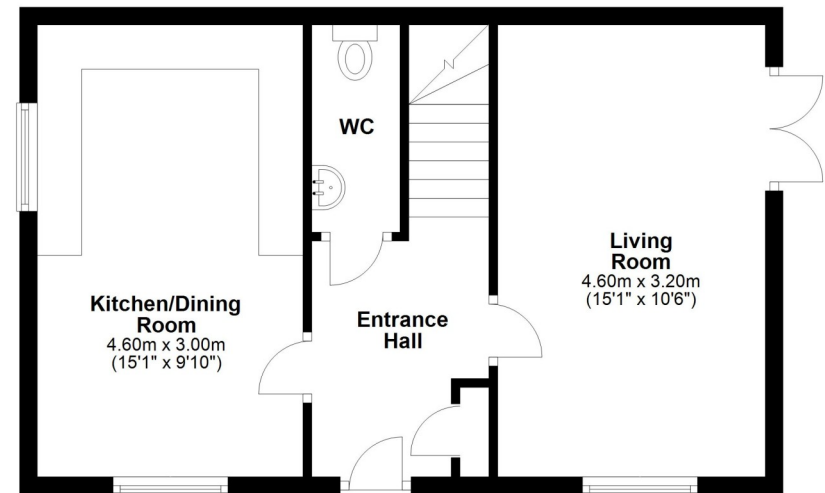 WC
Living
Room
4.60m x 3.20m
(15'1" x 10'6")
Kitchen/Dining
Room
4.60m x 3.00m
(15'1" x 9'10")
Entrance
Hall